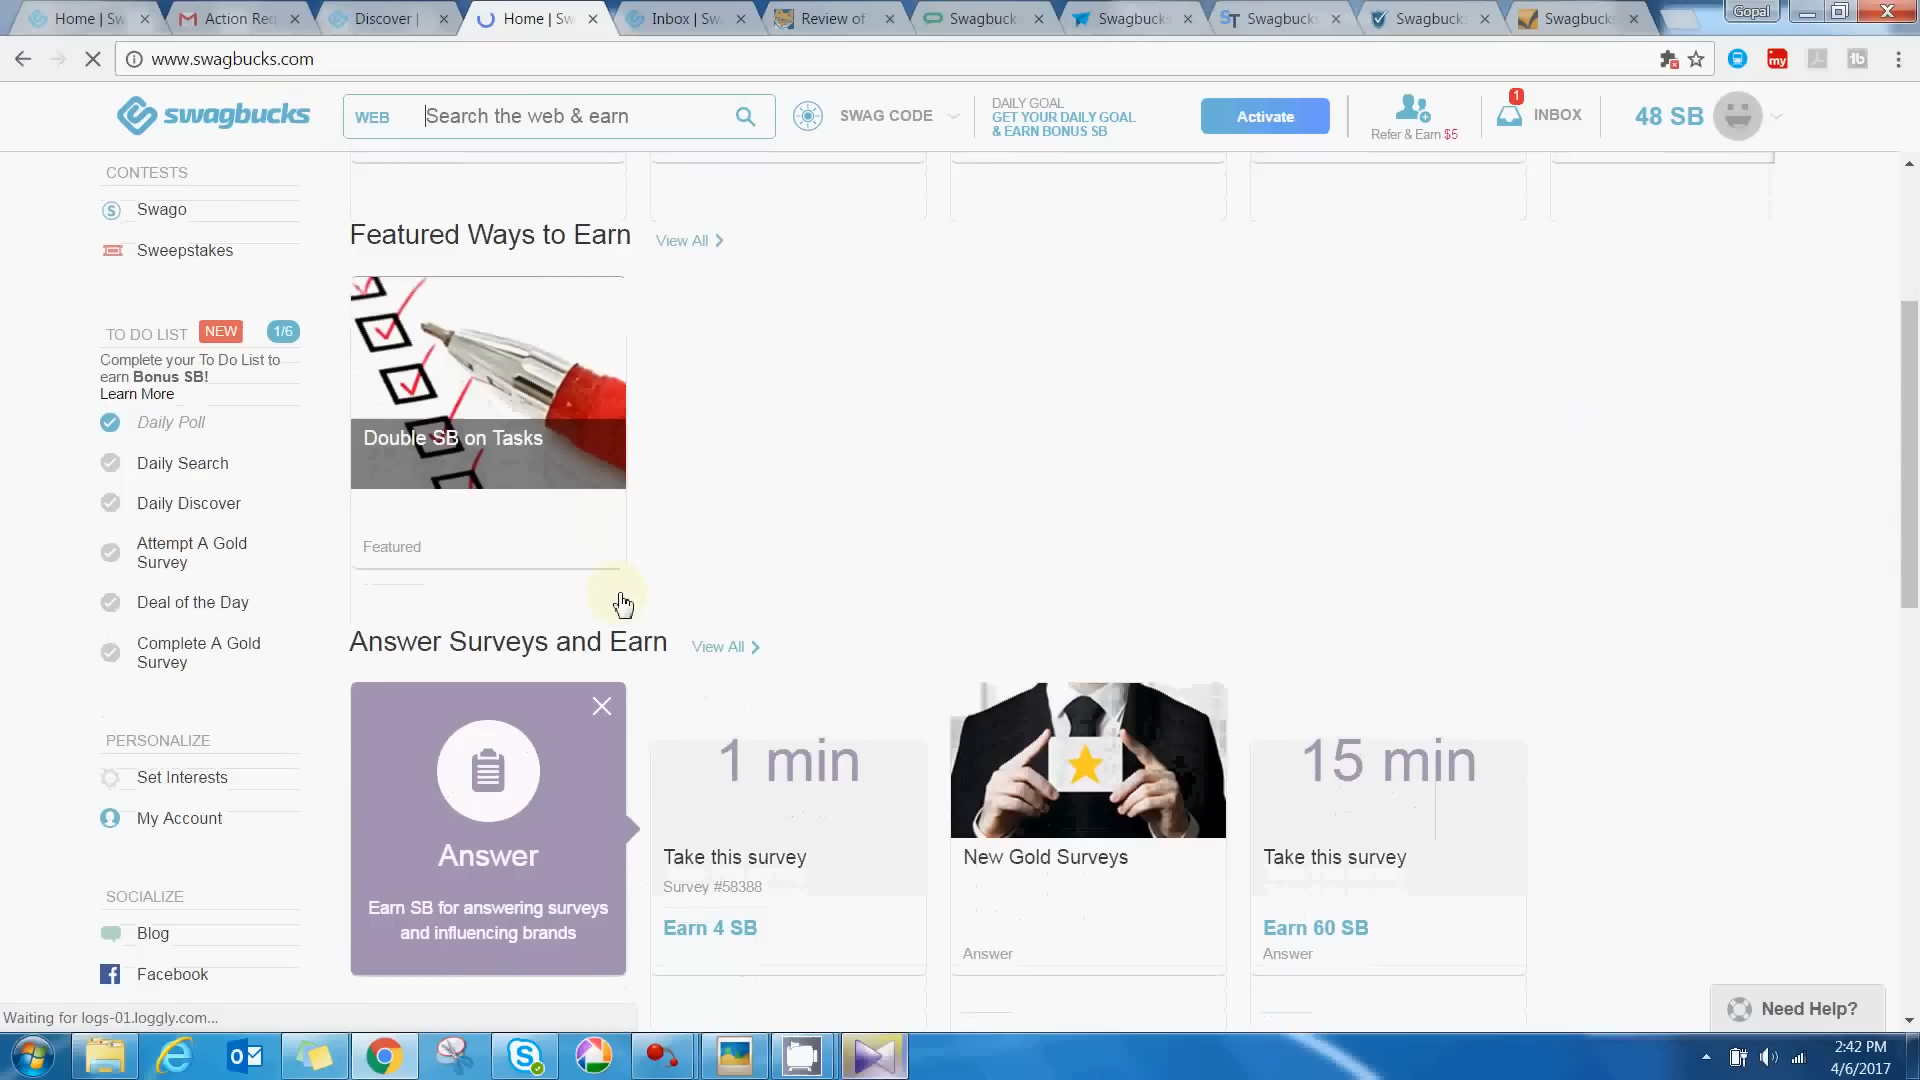 Home | Sw
Action Req
Discover |
Home | Sw
Inbox | Sw
Review of
Swagbuck
Swagbuck
Swagbuck
Swagbucks
Swagbuck
Gopal
www.swagbucks.com
my
swagbucks
WEB
Search the web & earn
SWAG CODE
DAILY GOAL
GET YOUR DAILY GOAL
& EARN BONUS SB
Activate
Refer & Earn $5
1
INBOX
48 SB
CONTESTS
Swago
Sweepstakes
TO DO LIST NEW 1/6
Complete your To Do List to
earn Bonus SB!
Learn More
Daily Poll
Daily Search
Daily Discover
Attempt A Gold
Survey
Deal of the Day
Complete A Gold
Survey
PERSONALIZE
Set Interests
My Account
SOCIALIZE
Blog
Facebook
Featured Ways to Earn
View All
Double SB on Tasks
Featured
Answer Surveys and Earn
View All
Answer
Earn SB for answering surveys
and influencing brands
1 min
Take this survey
Survey #58388
Earn 4 SB
New Gold Surveys
Answer
15 min
Take this survey
Earn 60 SB
Answer
Need Help?
Waiting for logs-01.loggly.com...
2:42 PM
4/6/2017